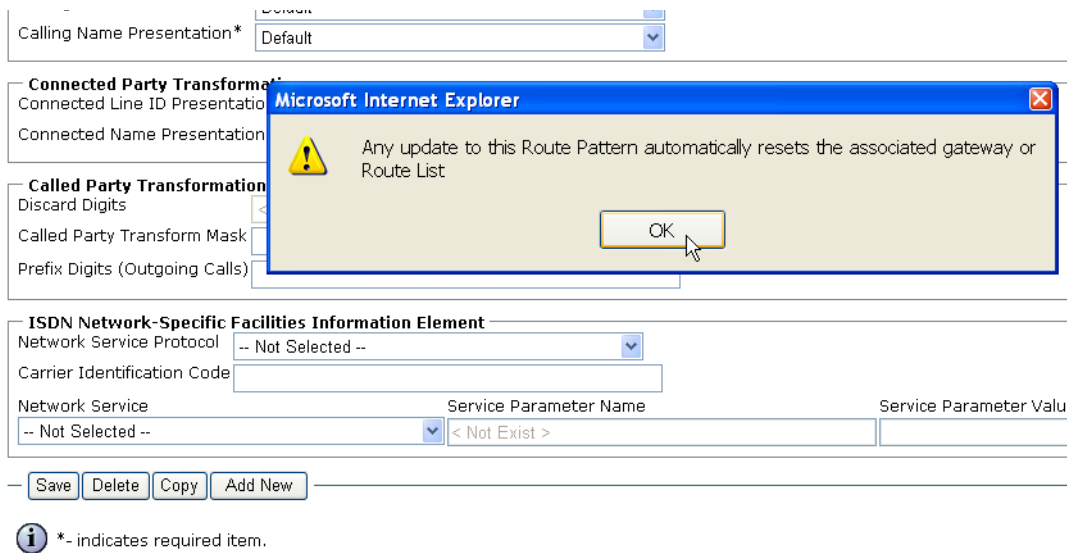 Default
Calling Name Presentation*
Default
Connected Party Transforma
Connected Line ID Presentatio
Connected Name Presentation
Microsoft Internet Explorer
Any update to this Route Pattern automatically resets the associated gateway or
Route List
OK
Called Party Transformation
Discard Digits
<
Called Party Transform Mask
Prefix Digits (Outgoing Calls)
ISDN Network-Specific Facilities Information Element
Network Service Protocol
-- Not Selected --
Carrier Identification Code
Network Service
Service Parameter Name
Service Parameter Valu
-- Not Selected --
< Not Exist >
Save
Delete
Copy
Add New
i
*- indicates required item.